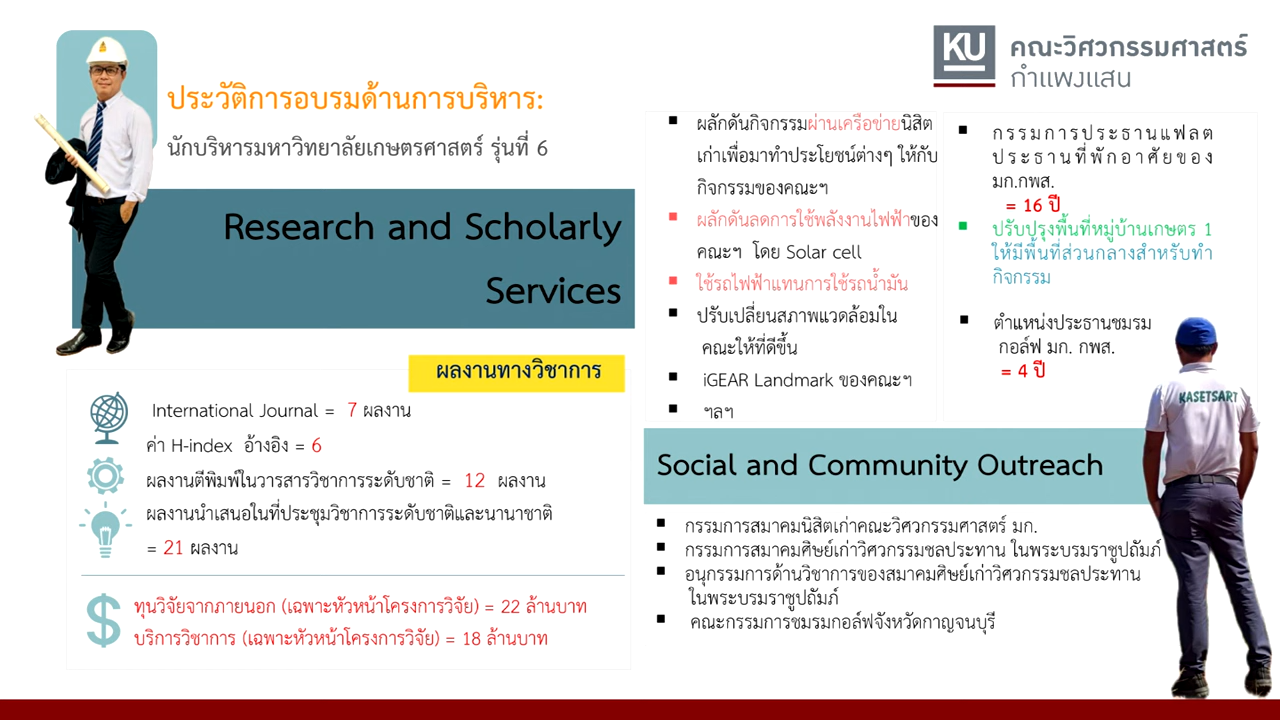 KU คณะวิศวกรรมศาสตร์
กำแพงแสน
ประวัติการอบรมด้านการบริหาร:
นักบริหารมหาวิทยาลัยเกษตรศาสตร์ รุ่นที่ 6
Research and Scholarly
Services
ผลงานทางวิชาการ
International Journal = 7 ผลงาน
ค่า H-index อ้างอิง = 6
ผลงานตีพิมพ์ในวารสารวิชาการระดับชาติ = 12 ผลงาน
ผลงานนำเสนอในที่ประชุมวิชาการระดับชาติและนานาชาติ
= 21 ผลงาน
ทุนวิจัยจากภายนอก (เฉพาะหัวหน้าโครงการวิจัย) = 22 ล้านบาท
บริการวิชาการ (เฉพาะหัวหน้าโครงการวิจัย) = 18 ล้านบาท
ผลักดันกิจกรรมผ่านเครือข่ายนิสิต
เก่าเพื่อมาทำประโยชน์ต่างๆ ให้กับ
กิจกรรมของคณะฯ
ผลักดันลดการใช้พลังงานไฟฟ้าของ
คณะฯ โดย Solar cell
ใช้รถไฟฟ้าแทนการใช้รถน้ำมัน
ปรับเปลี่ยนสภาพแวดล้อมใน
คณะให้ที่ดีขึ้น
iGEAR Landmark ของคณะฯ
ฯลฯ
กรรมการประธานแฟลต
ประธานที่พักอาศัยของ
มก.กพส.
= 16 ปี
ปรับปรุงพื้นที่หมู่บ้านเกษตร 1
ให้มีพื้นที่ส่วนกลางสำหรับทำ
กิจกรรม
ตำแหน่งประธานชมรม
กอล์ฟ มก. กพส.
= 4 ปี
KASETSART
Social and Community Outreach
กรรมการสมาคมนิสิตเก่าคณะวิศวกรรมศาสตร์ มก.
กรรมการสมาคมศิษย์เก่าวิศวกรรมชลประทาน ในพระบรมราชูปถัมภ์
อนุกรรมการด้านวิชาการของสมาคมศิษย์เก่าวิศวกรรมชลประทาน
ในพระบรมราชูปถัมภ์
คณะกรรมการชมรมกอล์ฟจังหวัดกาญจนบุรี